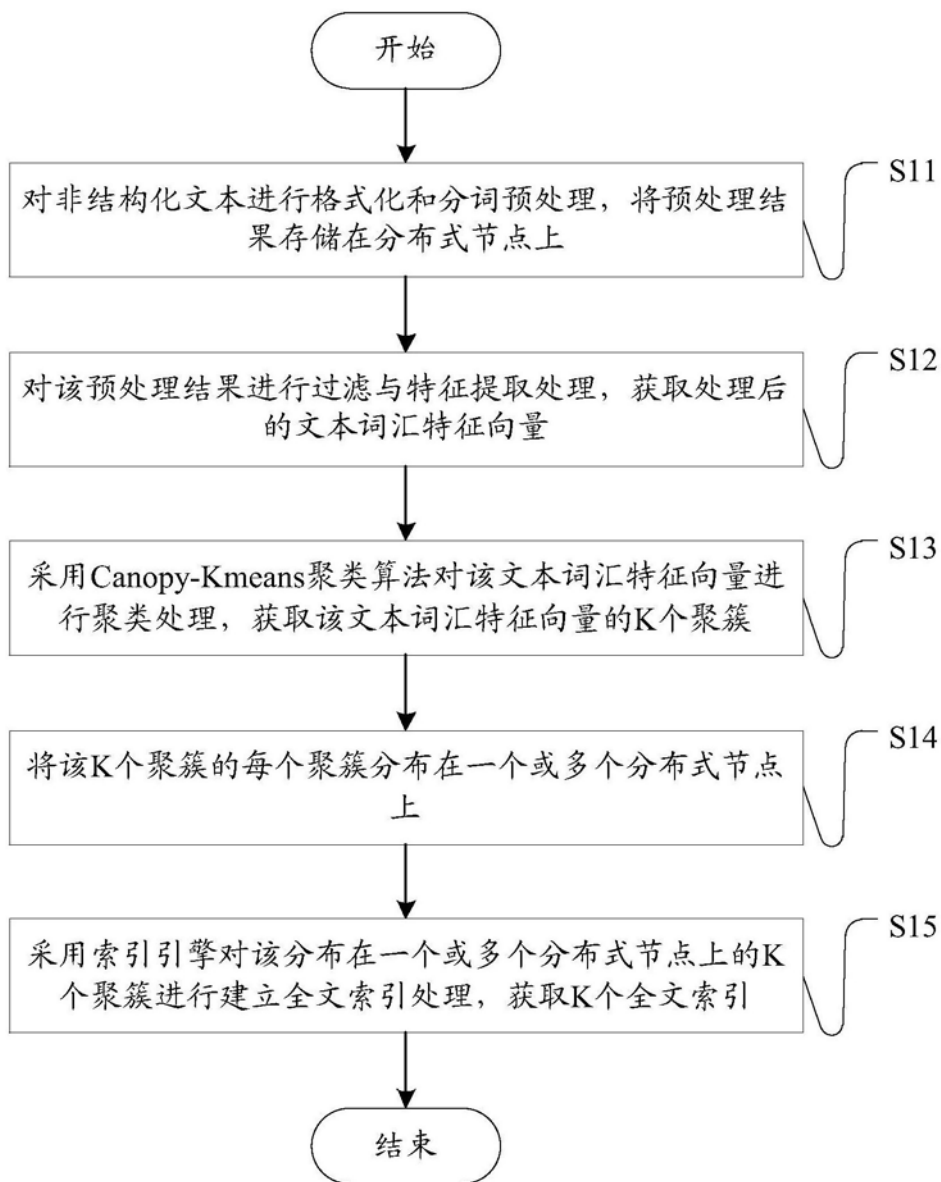 开始
S11
对非结构化文本进行格式化和分词预处理，将预处理结
果存储在分布式节点上
S12
对该预处理结果进行过滤与特征提取处理，获取处理后
的文本词汇特征向量
S13
采用Canopy-Kmeans聚类算法对该文本词汇特征向量进
行聚类处理，获取该文本词汇特征向量的K个聚簇
S14
将该K个聚簇的每个聚簇分布在一个或多个分布式节点
上
S15
采用索引引擎对该分布在一个或多个分布式节点上的K
个聚簇进行建立全文索引处理，获取K个全文索引
结束